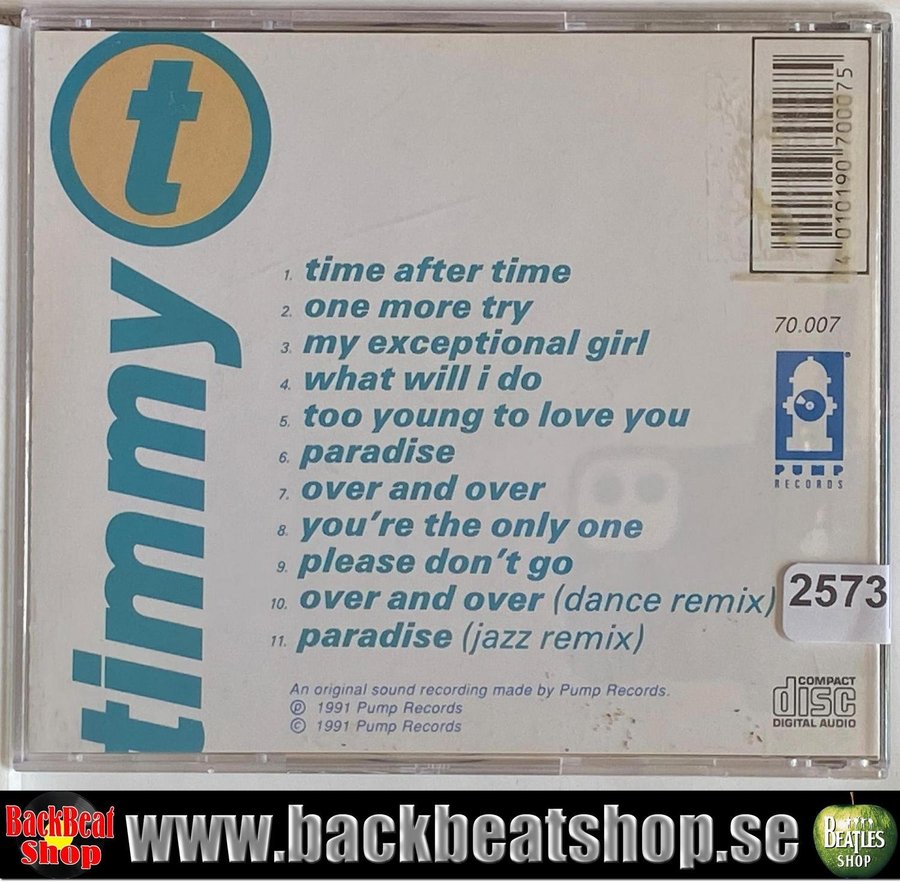 t
timmy t
4 010190 700075
1. time after time
2. one more try
3. my exceptional girl
4. what will i do
5. too young to love you
6. paradise
7. over and over
8. you're the only one
9. please don't go
10. over and over (dance remix)
11. paradise (jazz remix)
70.007
PUMP
RECORDS
2573
An original sound recording made by Pump Records.
℗ 1991 Pump Records
© 1991 Pump Records
COMPACT
disc
DIGITAL AUDIO
BackBeat
Shop
www.backbeatshop.se
BEATLES
SHOP